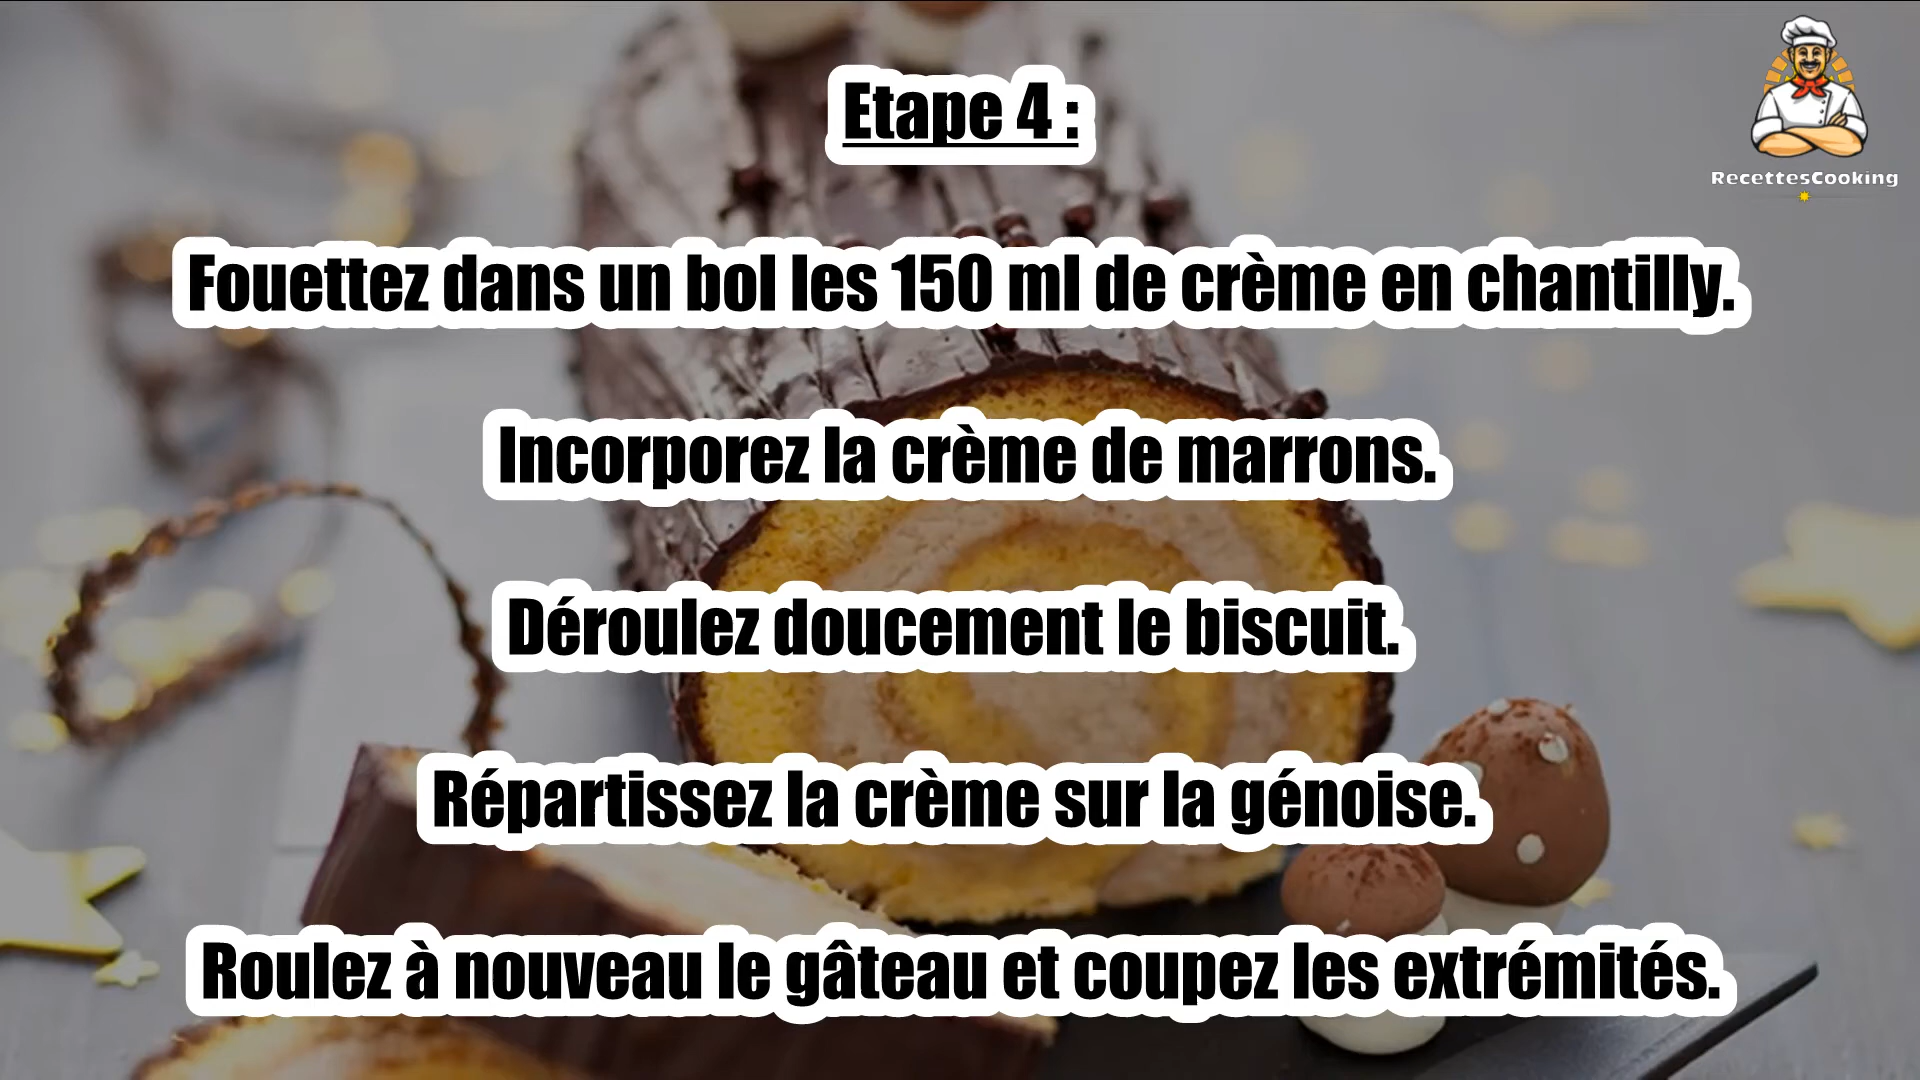 Etape 4 :
RecettesCooking
Fouettez dans un bol les 150 ml de crème en chantilly.
Incorporez la crème de marrons.
Déroulez doucement le biscuit.
Répartissez la crème sur la génoise.
Roulez à nouveau le gâteau et coupez les extrémités.